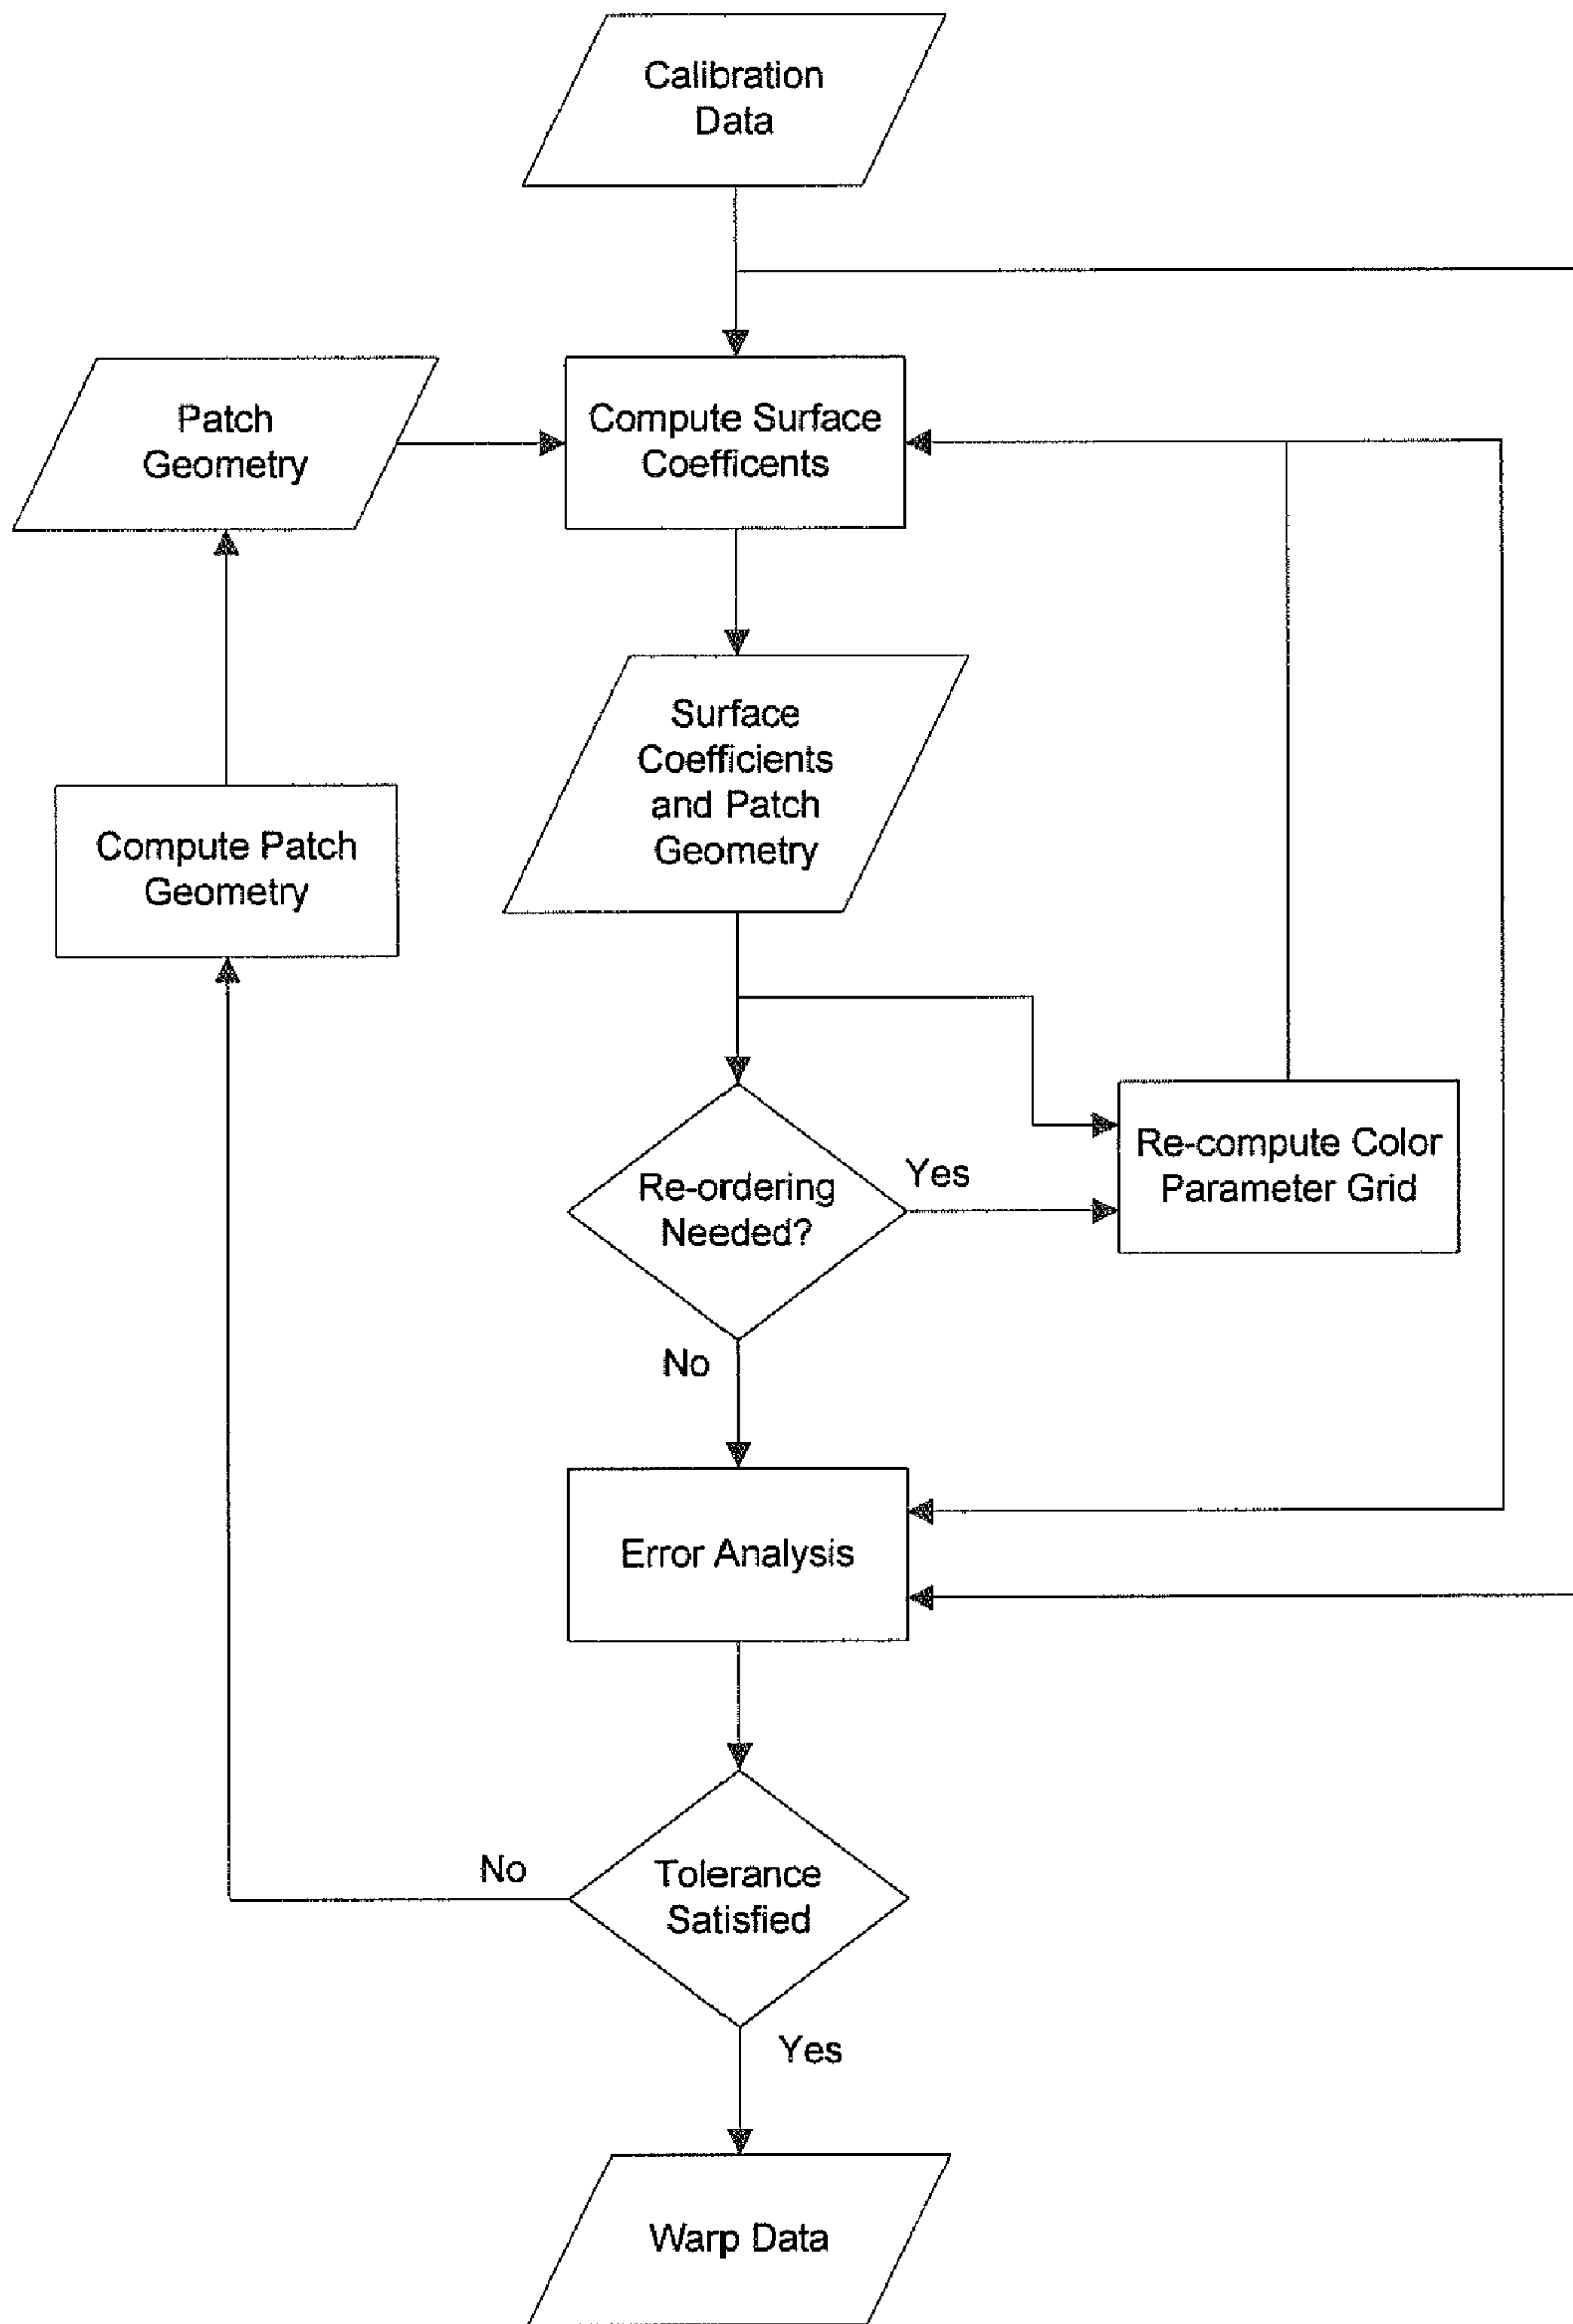 Calibration
Data
Patch
Geometry
Compute Surface
Coefficents
Surface
Coefficients
and Patch
Geometry
Compute Patch
Geometry
Re-ordering
Needed?
Yes
Re-compute Color
Parameter Grid
No
Error Analysis
No
Tolerance
Satisfied
Yes
Warp Data